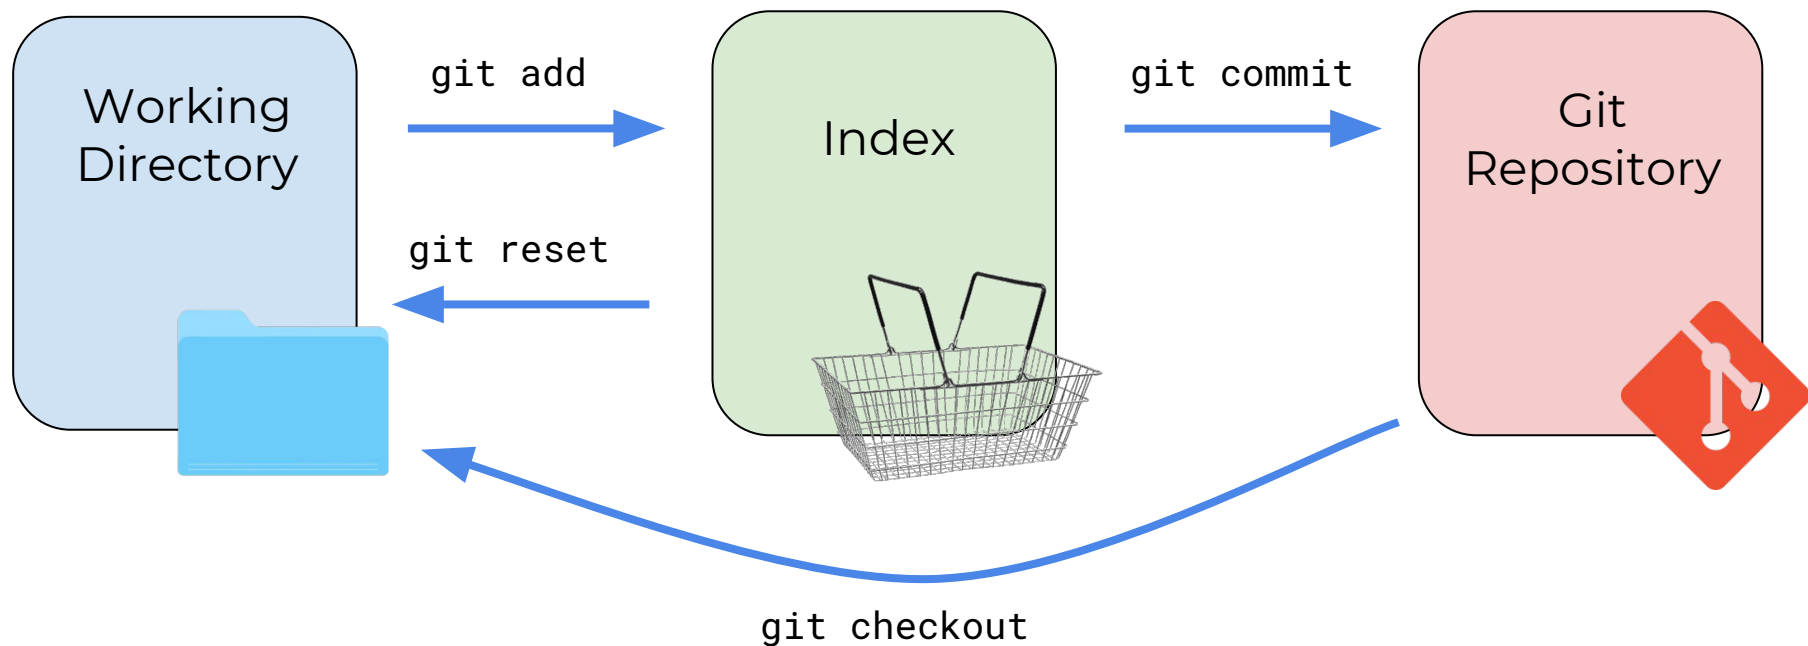 Working
Directory
git add
Index
git commit
Git
Repository
git reset
git checkout